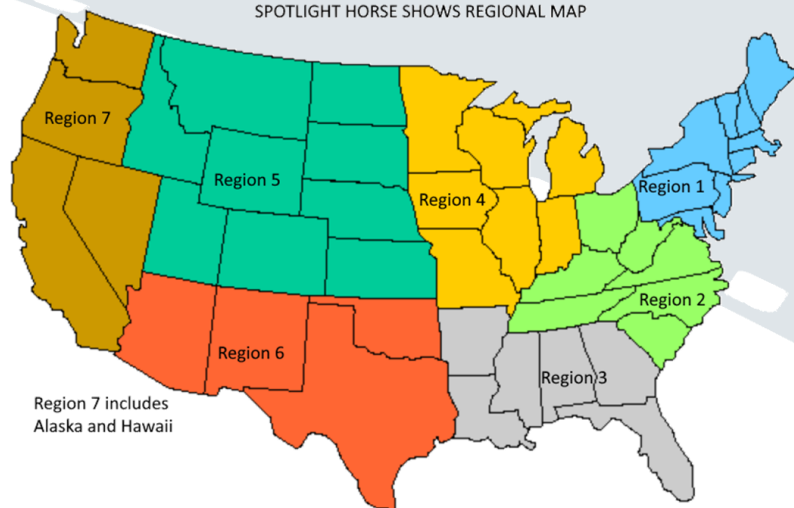 SPOTLIGHT HORSE SHOWS REGIONAL MAP
Region 7
Region 5
Region 4
Region 1
Region 2
Region 6
Region 3
Region 7 includes
Alaska and Hawaii